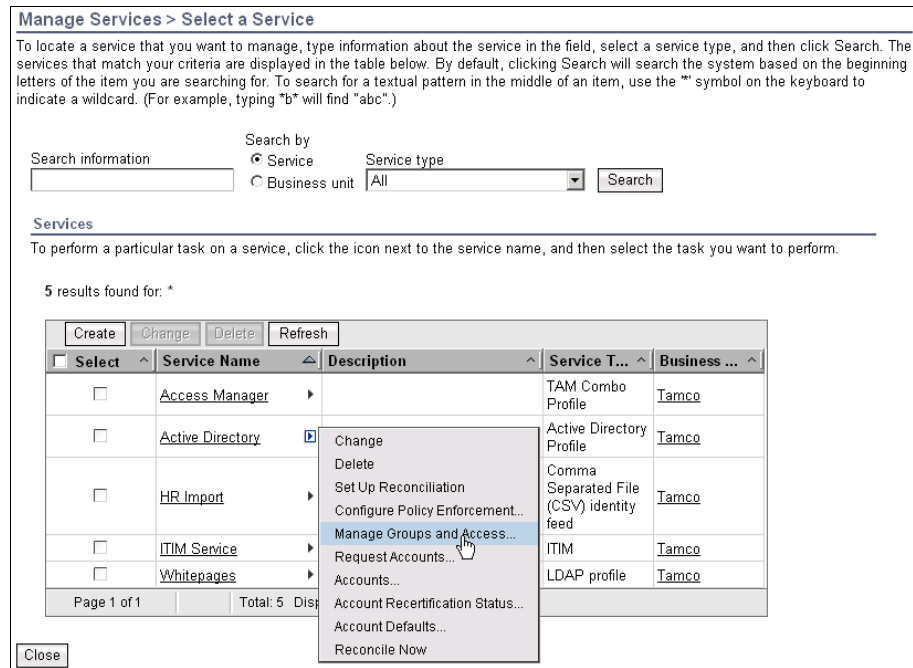 Manage Services > Select a Service
To locate a service that you want to manage, type information about the service in the field, select a service type, and then click Search. The
services that match your criteria are displayed in the table below. By default, clicking Search will search the system based on the beginning
letters of the item you are searching for. To search for a textual pattern in the middle of an item, use the "*" symbol on the keyboard to
indicate a wildcard. (For example, typing *b* will find "abc".)
Search by
Search information
Service
Service type
Business unit
All
Search
Services
To perform a particular task on a service, click the icon next to the service name, and then select the task you want to perform.
5 results found for: *
Create Change Delete Refresh
Select Service Name Description Service T... Business ...
Access Manager TAM Combo Profile Tamco
Active Directory Active Directory Profile Tamco
HR Import Comma Separated File (CSV) identity feed Tamco
ITIM Service ITIM Tamco
Whitepages LDAP profile Tamco
Page 1 of 1 Total: 5 Disp
Change
Delete
Set Up Reconciliation
Configure Policy Enforcement...
Manage Groups and Access...
Request Accounts...
Accounts...
Account Recertification Status...
Account Defaults...
Reconcile Now
Close